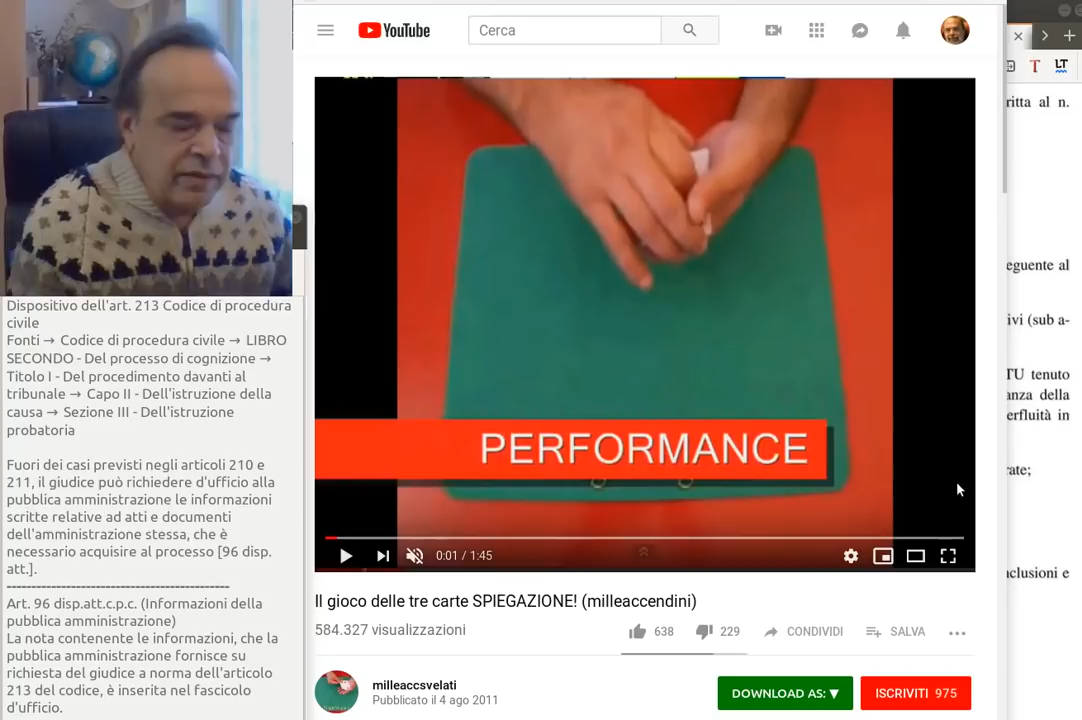 Dispositivo dell'art. 213 Codice di procedura
civile
Fonti → Codice di procedura civile → LIBRO
SECONDO - Del processo di cognizione →
Titolo I - Del procedimento davanti al
tribunale → Capo II - Dell'istruzione della
causa → Sezione III - Dell'istruzione
probatoria
Fuori dei casi previsti negli articoli 210 e
211, il giudice può richiedere d'ufficio alla
pubblica amministrazione le informazioni
scritte relative ad atti e documenti
dell'amministrazione stessa, che è
necessario acquisire al processo [96 disp.
att.].
--------------------------------------------
Art. 96 disp.att.c.p.c. (Informazioni della
pubblica amministrazione)
La nota contenente le informazioni, che la
pubblica amministrazione fornisce su
richiesta del giudice a norma dell'articolo
213 del codice, è inserita nel fascicolo
d'ufficio.
YouTube
Cerca
PERFORMANCE
0:01 / 1:45
Il gioco delle tre carte SPIEGAZIONE! (milleaccendini)
584.327 visualizzazioni
638 229 CONDIVIDI SALVA
milleaccsvelati
Pubblicato il 4 ago 2011
DOWNLOAD AS: ▼
ISCRIVITI 975
T LT
ritta al n.
eguente al
ivi (sub a-
TU tenuto
anza della
erfluità in
rate;
nclusioni e